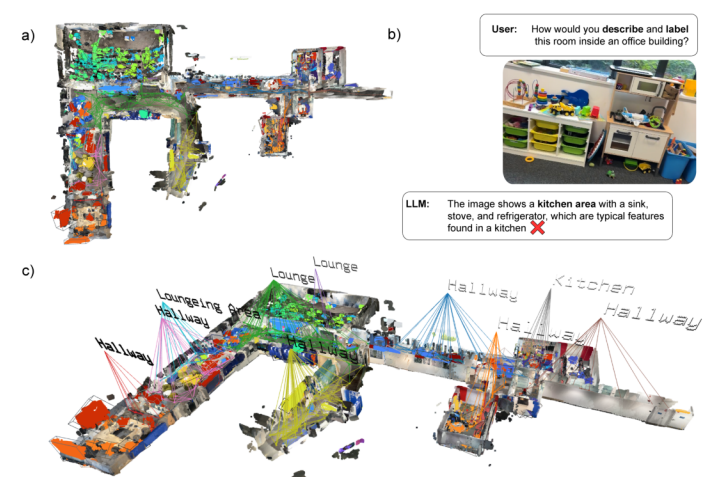 a)
b)
User: How would you describe and label
this room inside an office building?
LLM: The image shows a kitchen area with a sink,
stove, and refrigerator, which are typical features
found in a kitchen
c)
Lounge
Lounge
Loungeing Area
Hallway
Hallway
Hallway
Hallway
Kitchen
Hallway
Hallway